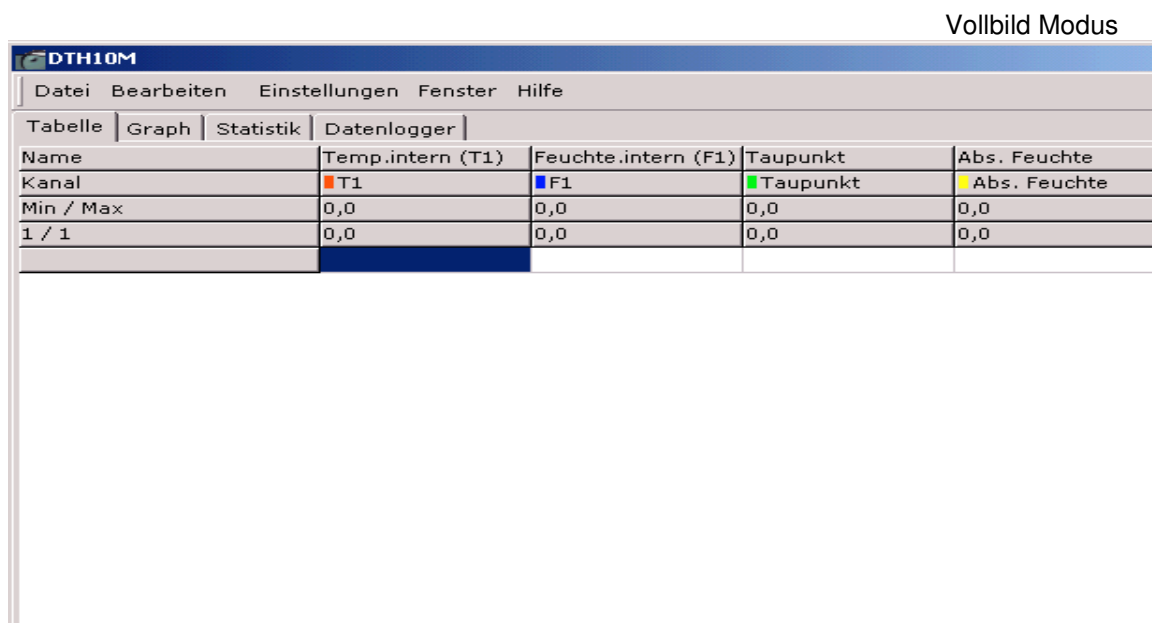 Vollbild Modus
DTH10M
Datei Bearbeiten Einstellungen Fenster Hilfe
Tabelle Graph Statistik Datenlogger
Name Temp.intern (T1) Feuchte.intern (F1) Taupunkt Abs. Feuchte
Kanal T1 F1 Taupunkt Abs. Feuchte
Min / Max 0,0 0,0 0,0 0,0
1 / 1 0,0 0,0 0,0 0,0